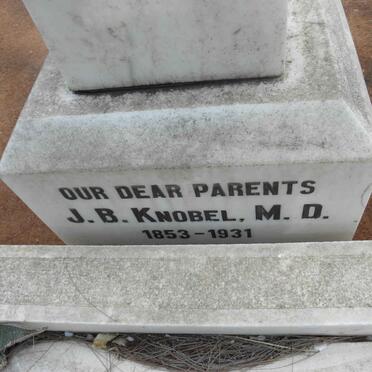 OUR DEAR PARENTS
J. B. KNOBEL, M. D.
1853-1931